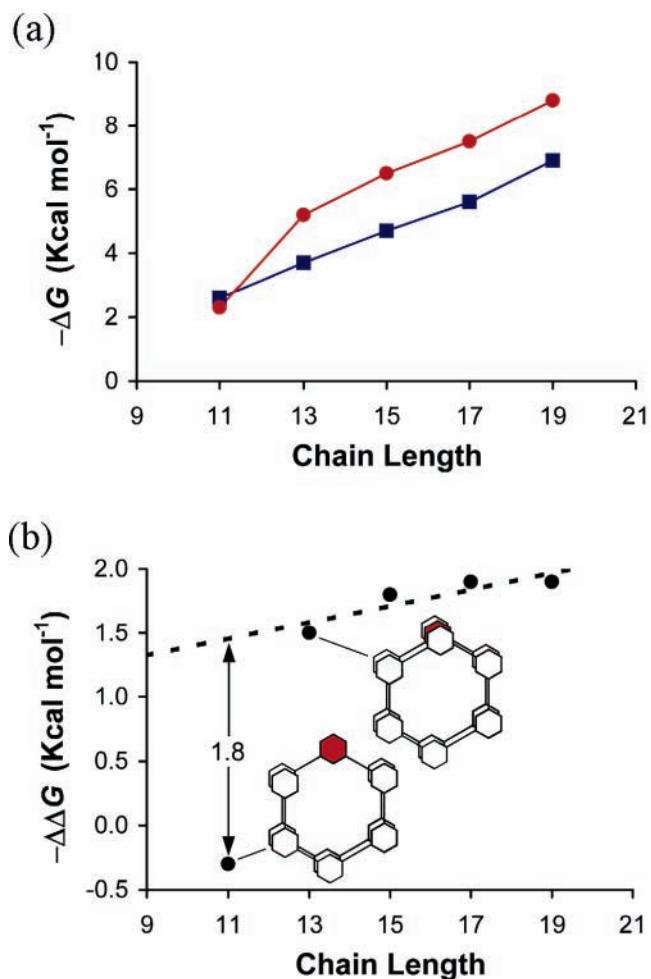 (a)
10
8
6
4
2
0
−ΔG (Kcal mol⁻¹)
9 11 13 15 17 19 21
Chain Length
(b)
2.0
1.5
1.0
0.5
0.0
-0.5
−ΔΔG (Kcal mol⁻¹)
1.8
9 11 13 15 17 19 21
Chain Length